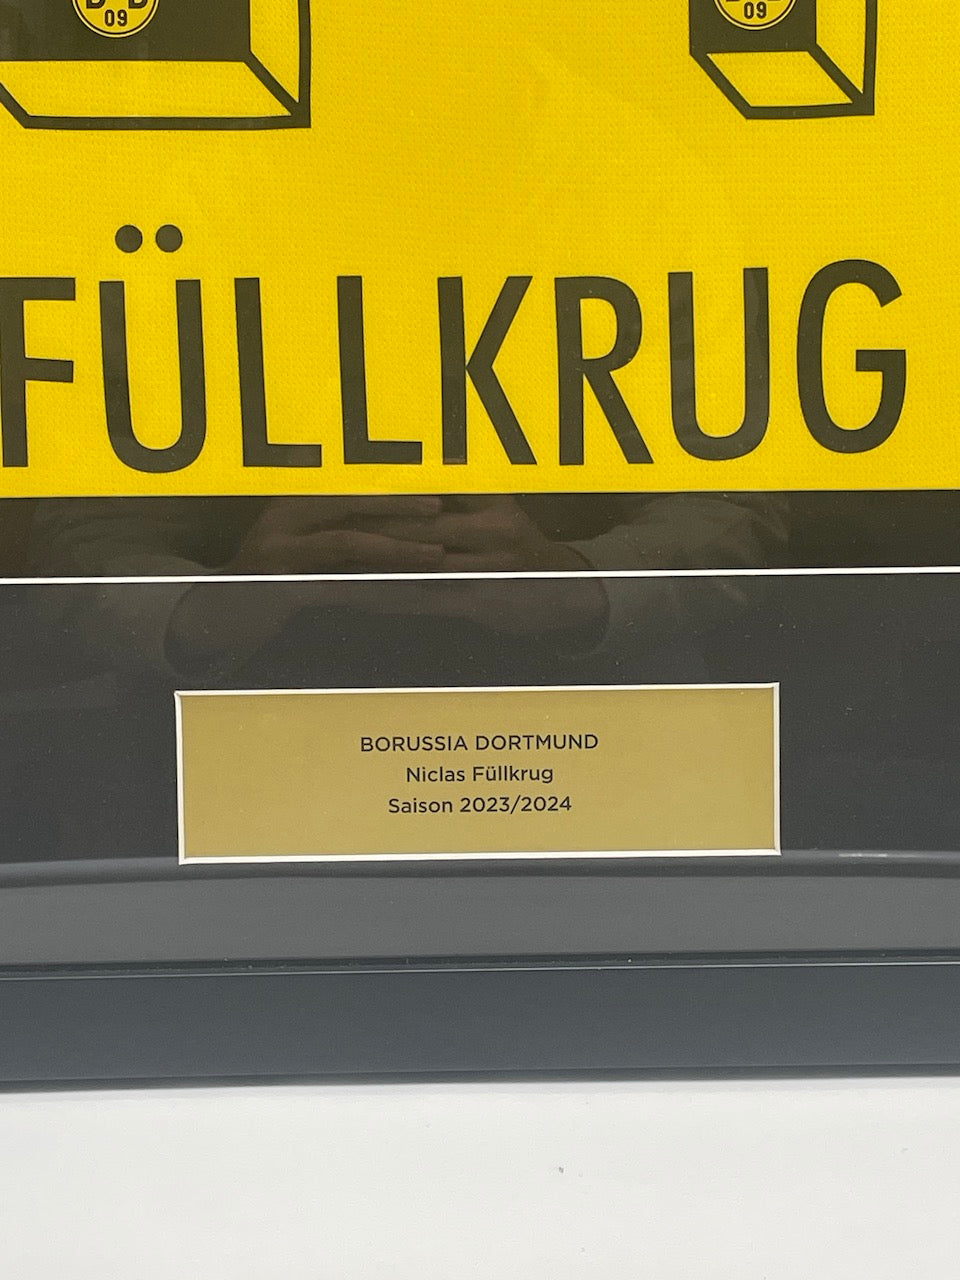 09
09
FÜLLKRUG
BORUSSIA DORTMUND
Niclas Füllkrug
Saison 2023/2024